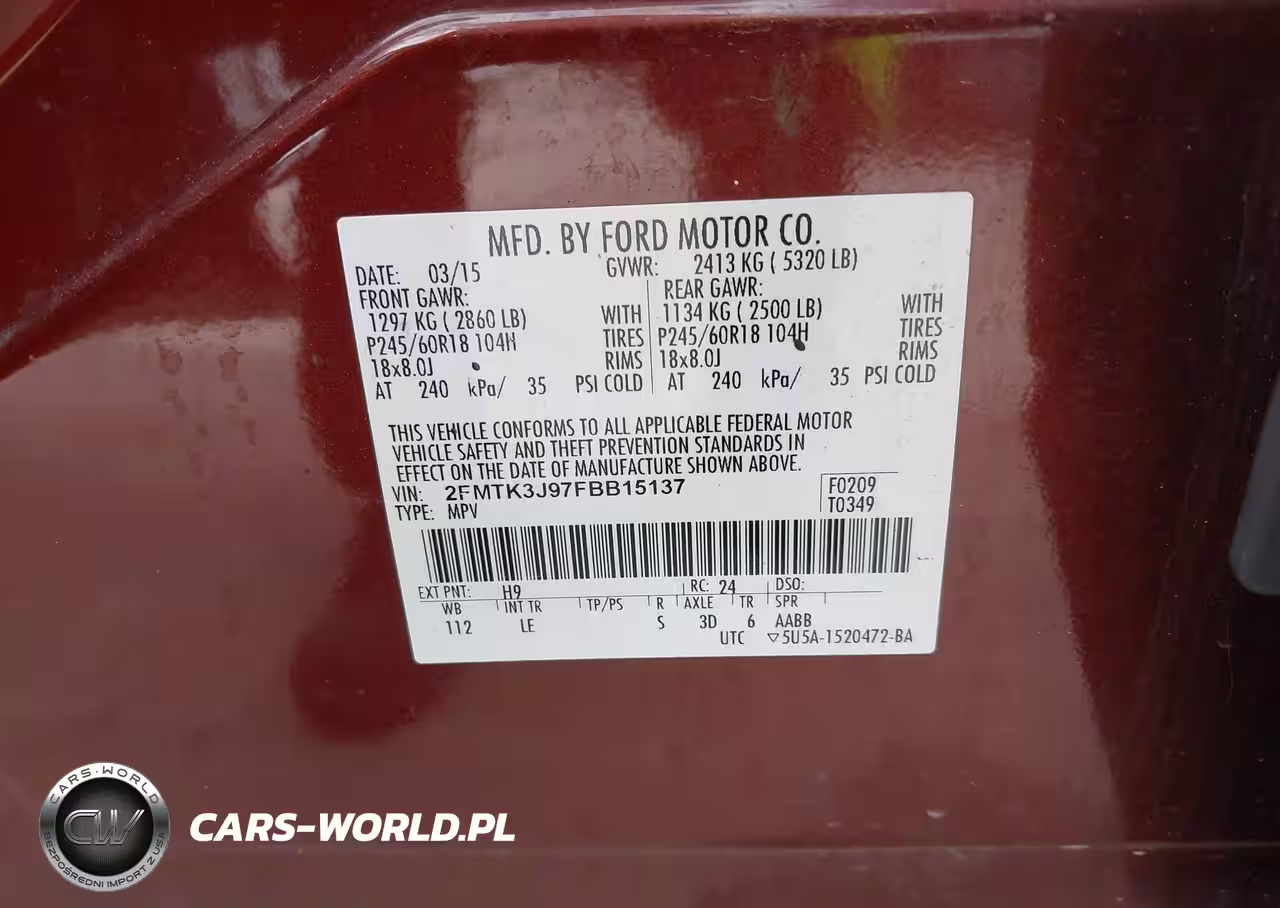 MFD. BY FORD MOTOR CO.
DATE: 03/15 GVWR: 2413 KG ( 5320 LB)
FRONT GAWR: REAR GAWR:
1297 KG ( 2860 LB) WITH 1134 KG ( 2500 LB) WITH
P245/60R18 104H TIRES P245/60R18 104H TIRES
18x8.0J RIMS 18x8.0J RIMS
AT 240 kPa/ 35 PSI COLD AT 240 kPa/ 35 PSI COLD
THIS VEHICLE CONFORMS TO ALL APPLICABLE FEDERAL MOTOR
VEHICLE SAFETY AND THEFT PREVENTION STANDARDS IN
EFFECT ON THE DATE OF MANUFACTURE SHOWN ABOVE.
VIN: 2FMTK3J97FBB15137 F0209
TYPE: MPV T0349
EXT PNT: H9 RC: 24 DSO:
WB INT TR TP/PS R AXLE TR SPR
112 LE S 3D 6 AABB
UTC ▽5U5A-1520472-BA
CARS-WORLD
CW
BEZPOŚREDNI IMPORT Z USA
CARS-WORLD.PL